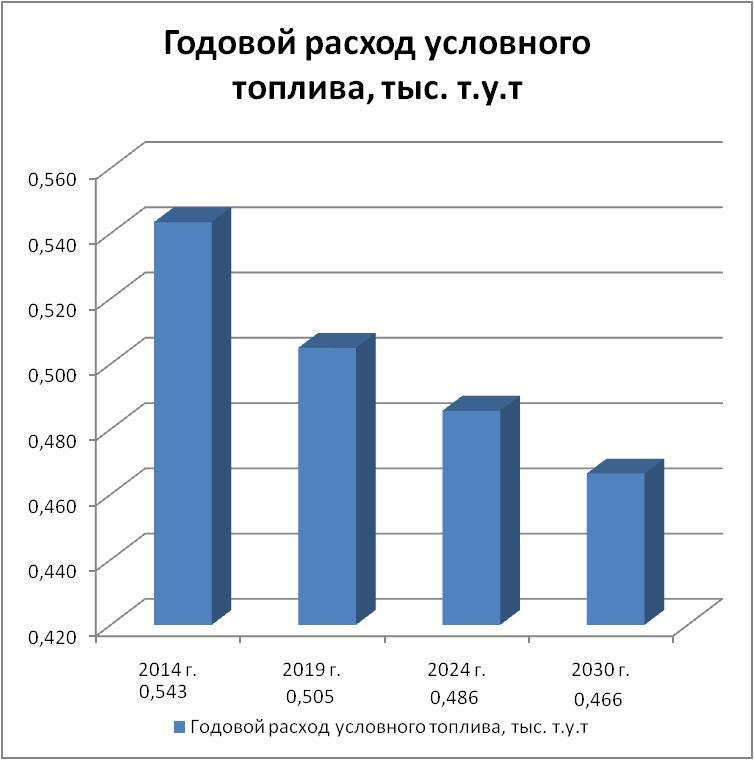 Годовой расход условного
топлива, тыс. т.у.т
0,560
0,540
0,520
0,500
0,480
0,460
0,440
0,420
2014 г. 2019 г. 2024 г. 2030 г.
0,543 0,505 0,486 0,466
Годовой расход условного топлива, тыс. т.у.т